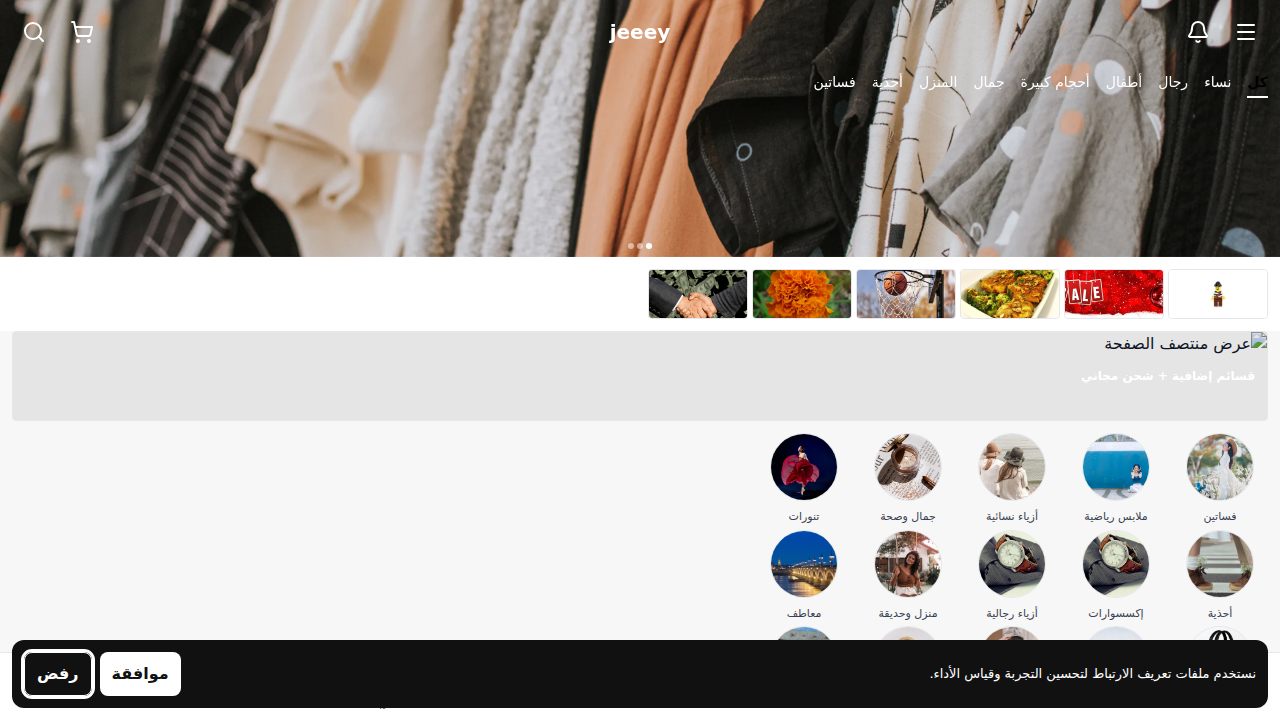 jeeey
كل نساء رجال أطفال أحجام كبيرة جمال المنزل أحذية فساتين
ALE
عرض منتصف الصفحة
قسائم إضافية + شحن مجاني
فساتين ملابس رياضية أزياء نسائية جمال وصحة تنورات
أحذية إكسسوارات أزياء رجالية منزل وحديقة معاطف
نستخدم ملفات تعريف الارتباط لتحسين التجربة وقياس الأداء.
موافقة رفض